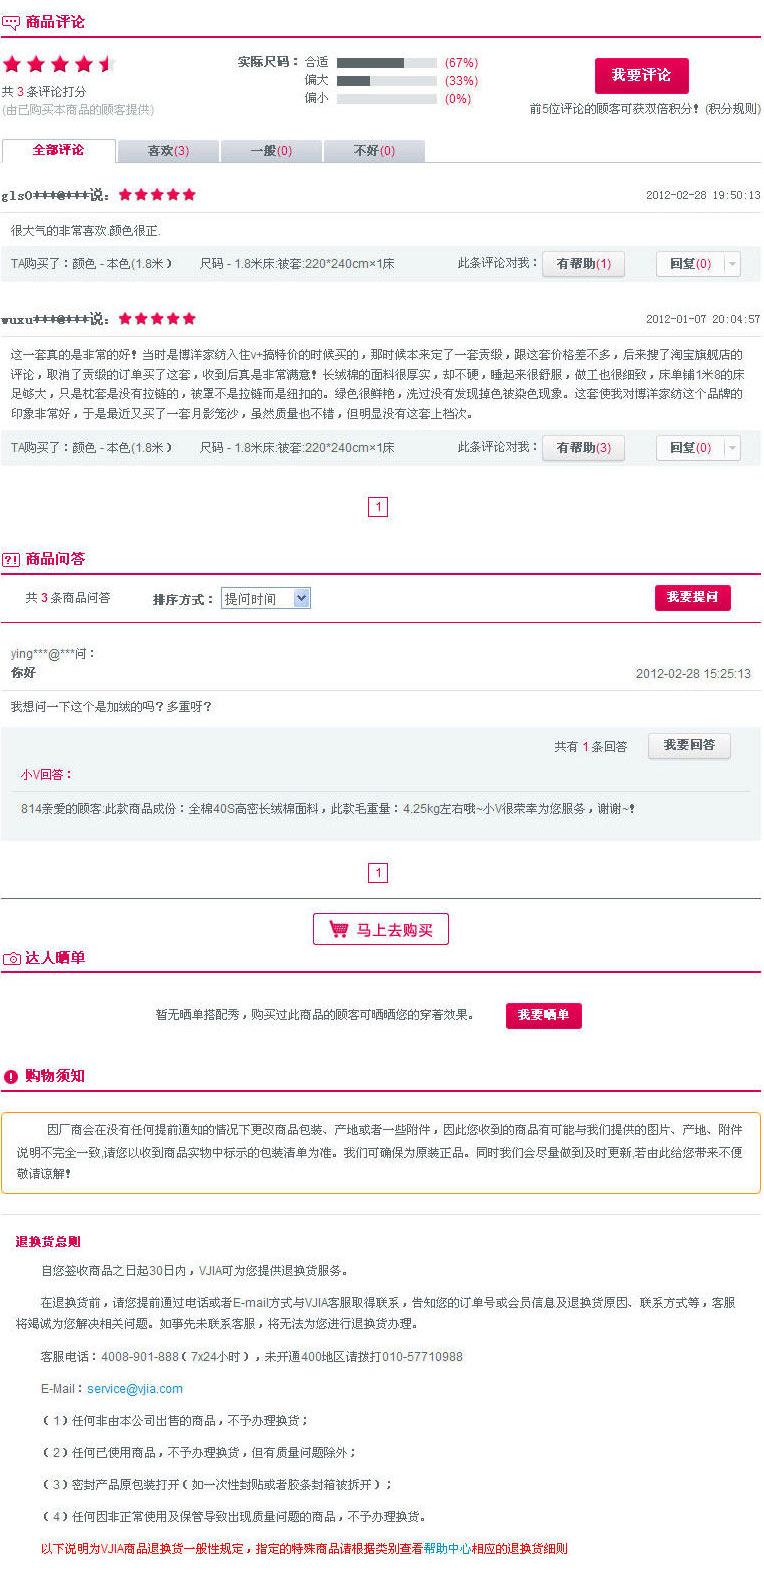 商品评论
实际尺码：合适 (67%)
偏大 (33%)
偏小 (0%)
我要评论
共 3 条评论打分
(由已购买本商品的顾客提供)
前5位评论的顾客可获双倍积分！(积分规则)
全部评论 喜欢(3) 一般(0) 不好(0)
gls0***@***说： 2012-02-28 19:50:13
很大气的非常喜欢.颜色很正.
TA购买了：颜色 - 本色(1.8米） 尺码 - 1.8米床:被套:220*240cm×1床 此条评论对我： 有帮助(1) 回复(0)
wuxu***@***说： 2012-01-07 20:04:57
这一套真的是非常的好！当时是博洋家纺入住v+搞特价的时候买的，那时候本来定了一套贡缎，跟这套价格差不多，后来搜了淘宝旗舰店的
评论，取消了贡缎的订单买了这套，收到后真是非常满意！长绒棉的面料很厚实，却不硬，睡起来很舒服，做工也很细致，床单铺1米8的床
足够大，只是枕套是没有拉链的，被罩不是拉链而是纽扣的。绿色很鲜艳，洗过没有发现掉色被染色现象。这套使我对博洋家纺这个品牌的
印象非常好，于是最近又买了一套月影笼沙，虽然质量也不错，但明显没有这套上档次。
TA购买了：颜色 - 本色(1.8米） 尺码 - 1.8米床:被套:220*240cm×1床 此条评论对我： 有帮助(3) 回复(0)
1
商品问答
共 3 条商品问答 排序方式： 提问时间 我要提问
ying***@***问：
你好 2012-02-28 15:25:13
我想问一下这个是加绒的吗？多重呀？
共有 1 条回答 我要回答
小V回答：
814亲爱的顾客:此款商品成份：全棉40S高密长绒棉面料，此款毛重量：4.25kg左右哦~小V很荣幸为您服务，谢谢~！
1
马上去购买
达人晒单
暂无晒单搭配秀，购买过此商品的顾客可晒晒您的穿着效果。 我要晒单
购物须知
因厂商会在没有任何提前通知的情况下更改商品包装、产地或者一些附件，因此您收到的商品有可能与我们提供的图片、产地、附件
说明不完全一致,请您以收到商品实物中标示的包装清单为准。我们可确保为原装正品。同时我们会尽量做到及时更新,若由此给您带来不便
敬请谅解！
退换货总则
自您签收商品之日起30日内，VJIA可为您提供退换货服务。
在退换货前，请您提前通过电话或者E-mail方式与VJIA客服取得联系，告知您的订单号或会员信息及退换货原因、联系方式等，客服
将竭诚为您解决相关问题。如事先未联系客服，将无法为您进行退换货办理。
客服电话：4008-901-888（7x24小时），未开通400地区请拨打010-57710988
E-Mail：service@vjia.com
（1）任何非由本公司出售的商品，不予办理换货；
（2）任何已使用商品，不予办理换货，但有质量问题除外；
（3）密封产品原包装打开（如一次性封贴或者胶条封箱被拆开）；
（4）任何因非正常使用及保管导致出现质量问题的商品，不予办理换货。
以下说明为VJIA商品退换货一般性规定，指定的特殊商品请根据类别查看帮助中心相应的退换货细则